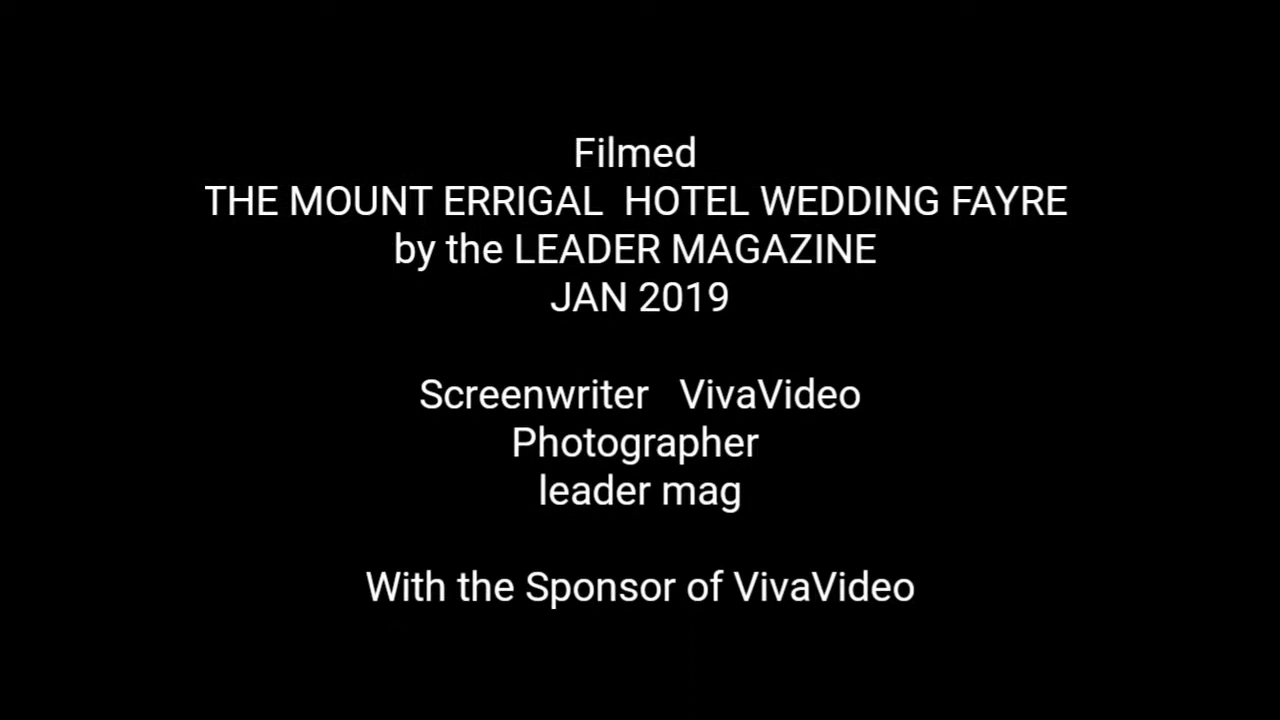 Filmed
THE MOUNT ERRIGAL  HOTEL WEDDING FAYRE
by the LEADER MAGAZINE
JAN 2019
Screenwriter   VivaVideo
Photographer
leader mag
With the Sponsor of VivaVideo